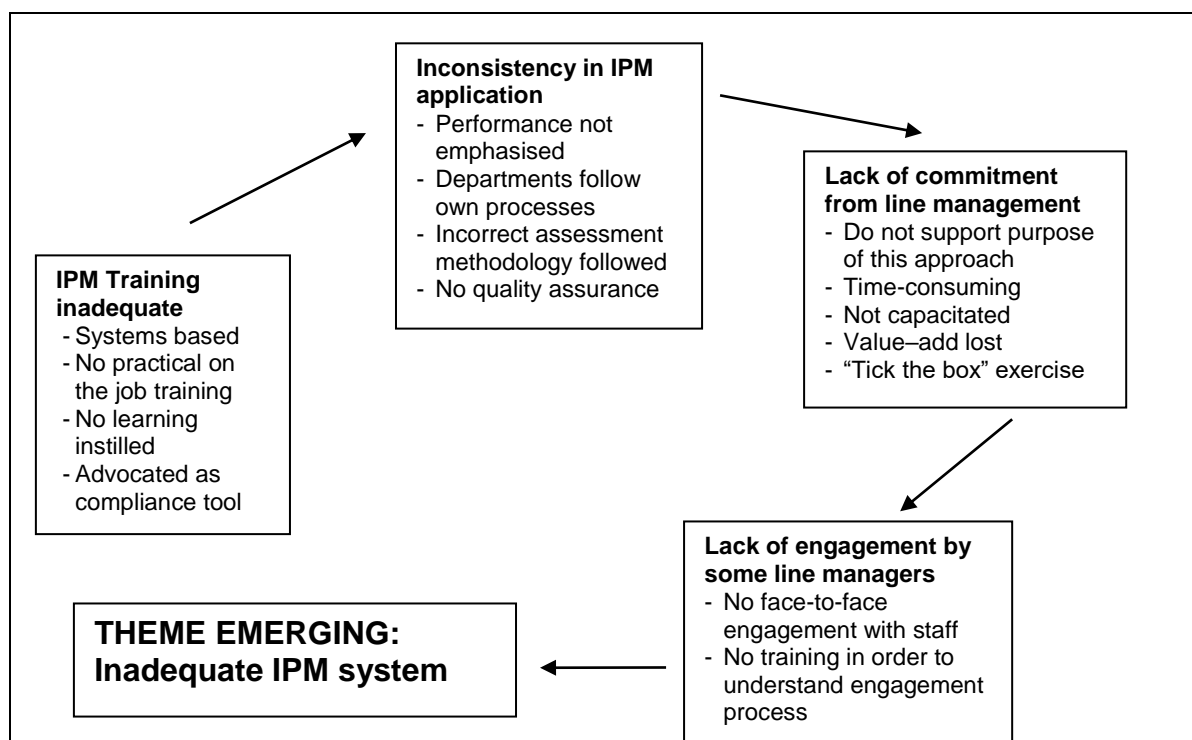 Inconsistency in IPM
application
- Performance not
emphasised
- Departments follow
own processes
- Incorrect assessment
methodology followed
- No quality assurance
Lack of commitment
from line management
- Do not support purpose
of this approach
- Time-consuming
- Not capacitated
- Value–add lost
- “Tick the box” exercise
IPM Training
inadequate
- Systems based
- No practical on
the job training
- No learning
instilled
- Advocated as
compliance tool
Lack of engagement by
some line managers
- No face-to-face
engagement with staff
- No training in order to
understand engagement
process
THEME EMERGING:
Inadequate IPM system